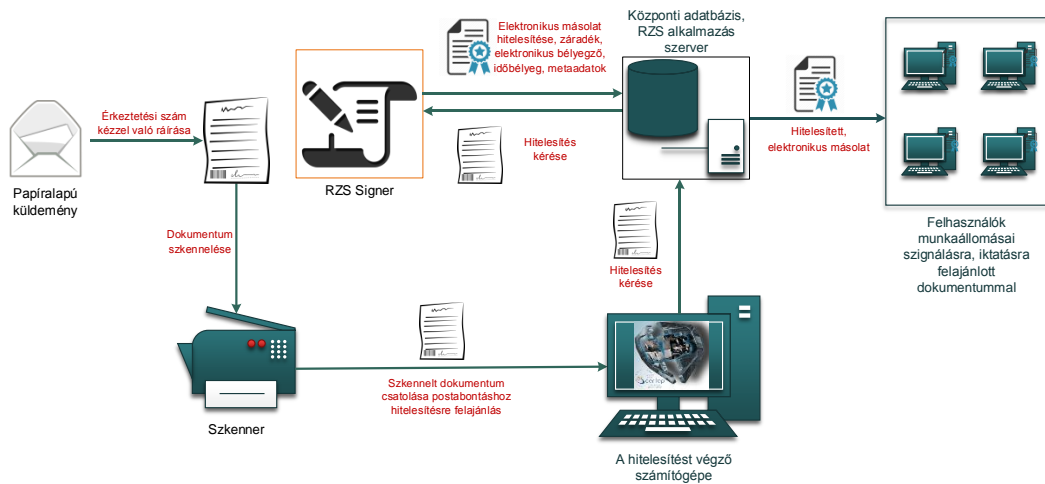 Elektronikus másolat
hitelesítése, záradék,
elektronikus bélyegző,
időbélyeg, metaadatok
Központi adatbázis,
RZS alkalmazás
szerver
Érkeztetési szám
kézzel való ráírása
Papíralapú
küldemény
RZS Signer
Hitelesítés
kérése
Hitelesített,
elektronikus másolat
Felhasználók
munkaállomásai
szignálásra, iktatásra
felajánlott
dokumentummal
Dokumentum
szkennelése
Hitelesítés
kérése
Szkennelt dokumentum
csatolása postabontáshoz
hitelesítésre felajánlás
Szkenner
A hitelesítést végző
számítógépe